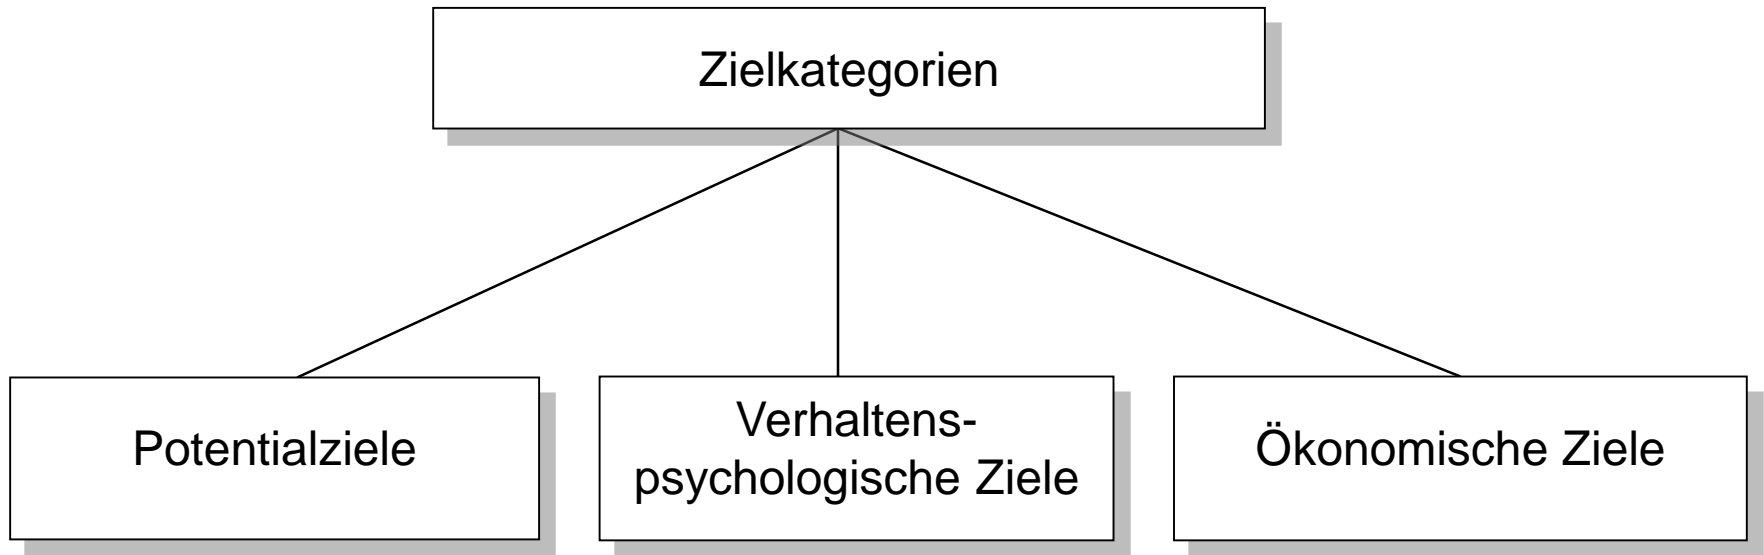 Zielkategorien
Potentialziele
Verhaltens-
psychologische Ziele
Ökonomische Ziele